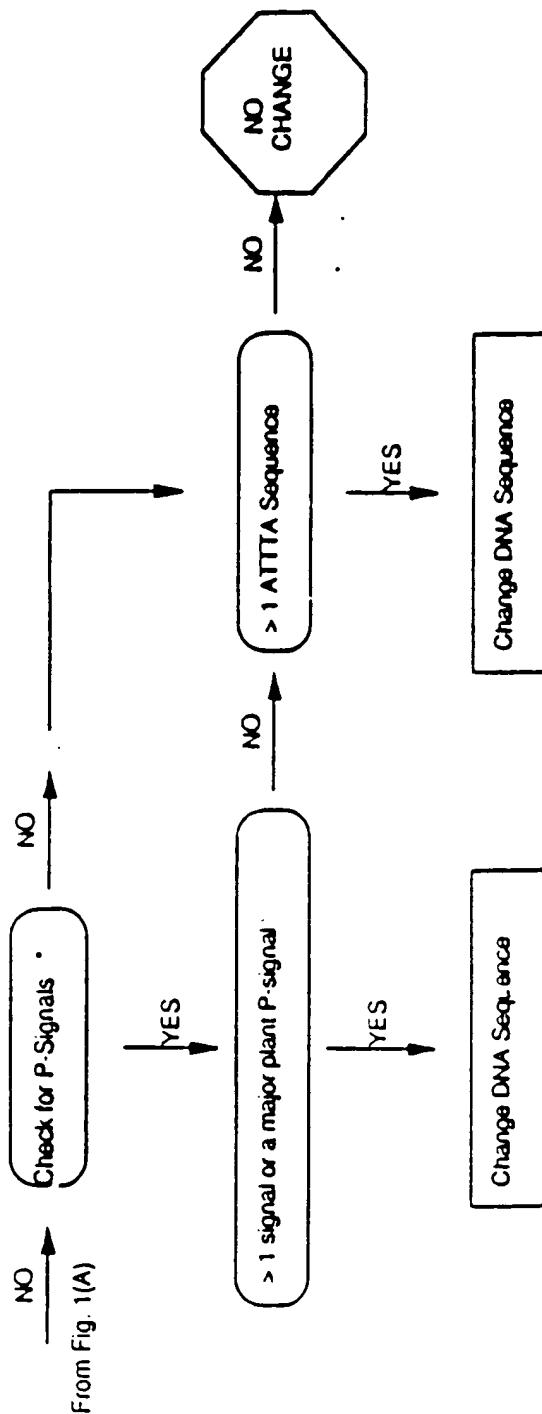 NO
From Fig. 1(A)
Check for P-Signals
NO
YES
> 1 signal or a major plant P-signal
NO
> 1 ATTTA Sequence
NO
NO
CHANGE
YES
YES
Change DNA Sequence
Change DNA Sequence